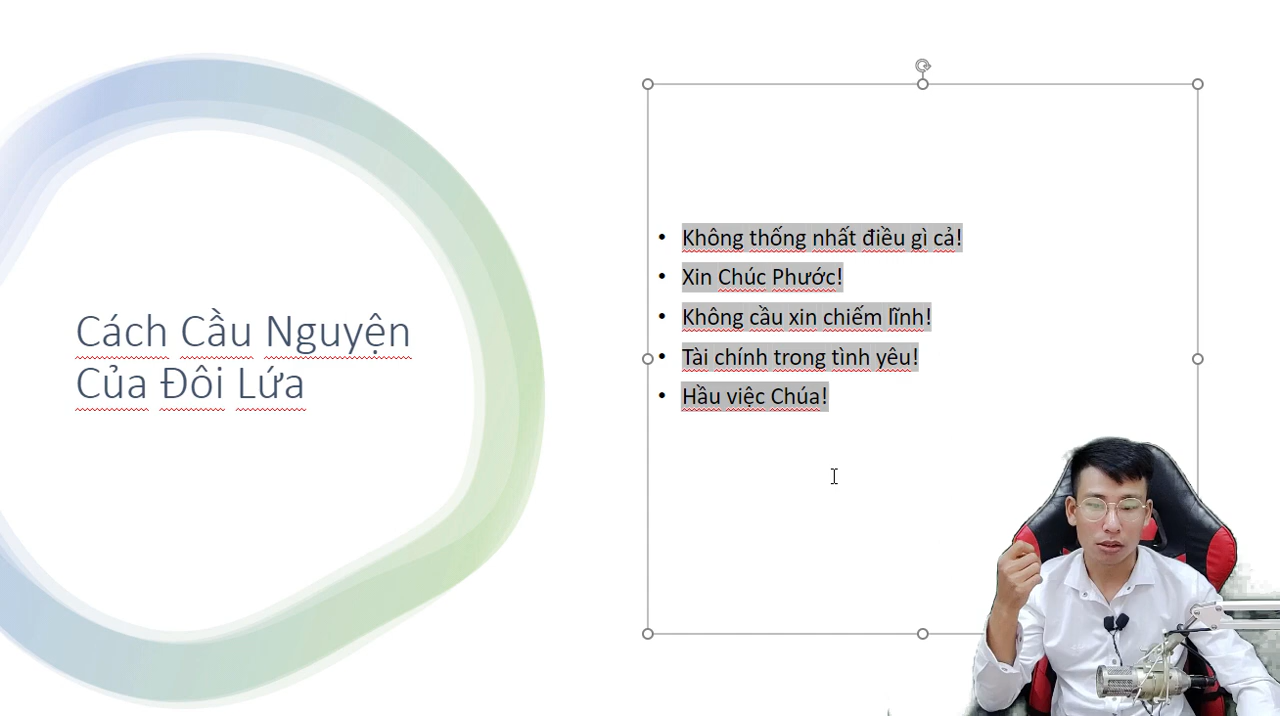 Cách Cầu Nguyện
Của Đôi Lứa
• Không thống nhất điều gì cả!
• Xin Chúc Phước!
• Không cầu xin chiếm lĩnh!
• Tài chính trong tình yêu!
• Hầu việc Chúa!